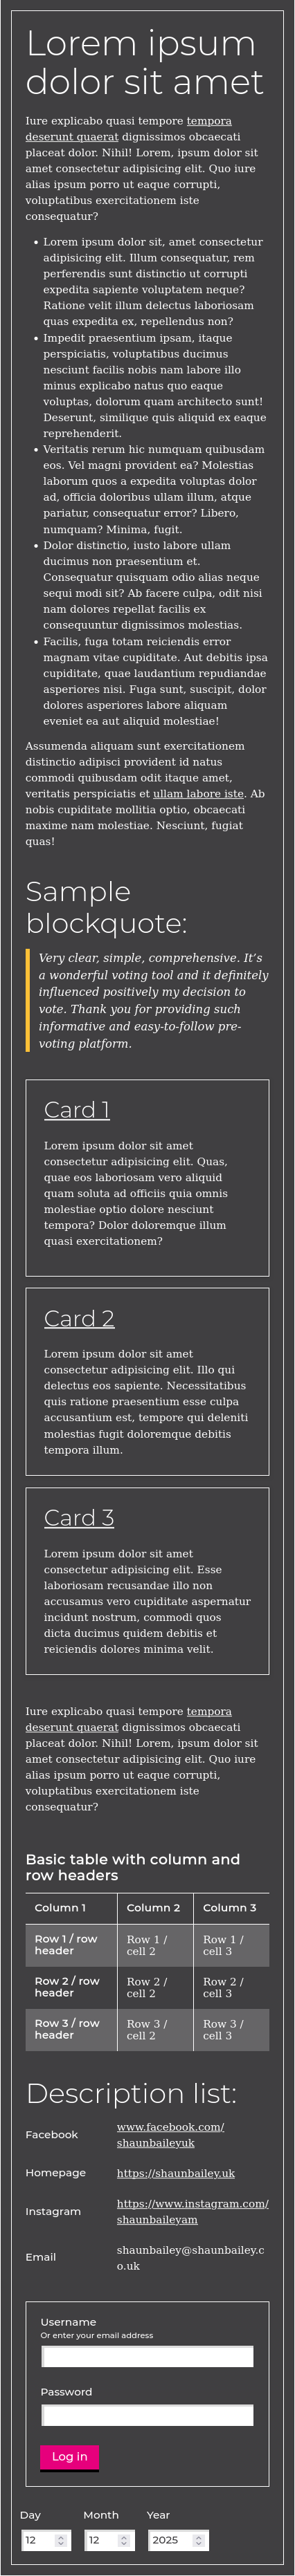 Lorem ipsum
dolor sit amet
Iure explicabo quasi tempore tempora
deserunt quaerat dignissimos obcaecati
placeat dolor. Nihil! Lorem, ipsum dolor sit
amet consectetur adipisicing elit. Quo iure
alias ipsum porro ut eaque corrupti,
voluptatibus exercitationem iste
consequatur?
• Lorem ipsum dolor sit, amet consectetur
adipisicing elit. Illum consequatur, rem
perferendis sunt distinctio ut corrupti
expedita sapiente voluptatem neque?
Ratione velit illum delectus laboriosam
quas expedita ex, repellendus non?
• Impedit praesentium ipsam, itaque
perspiciatis, voluptatibus ducimus
nesciunt facilis nobis nam labore illo
minus explicabo natus quo eaque
voluptas, dolorum quam architecto sunt!
Deserunt, similique quis aliquid ex eaque
reprehenderit.
• Veritatis rerum hic numquam quibusdam
eos. Vel magni provident ea? Molestias
laborum quos a expedita voluptas dolor
ad, officia doloribus ullam illum, atque
pariatur, consequatur error? Libero,
numquam? Minima, fugit.
• Dolor distinctio, iusto labore ullam
ducimus non praesentium et.
Consequatur quisquam odio alias neque
sequi modi sit? Ab facere culpa, odit nisi
nam dolores repellat facilis ex
consequuntur dignissimos molestias.
• Facilis, fuga totam reiciendis error
magnam vitae cupiditate. Aut debitis ipsa
cupiditate, quae laudantium repudiandae
asperiores nisi. Fuga sunt, suscipit, dolor
dolores asperiores labore aliquam
eveniet ea aut aliquid molestiae!
Assumenda aliquam sunt exercitationem
distinctio adipisci provident id natus
commodi quibusdam odit itaque amet,
veritatis perspiciatis et ullam labore iste. Ab
nobis cupiditate mollitia optio, obcaecati
maxime nam molestiae. Nesciunt, fugiat
quas!
Sample
blockquote:
Very clear, simple, comprehensive. It’s
a wonderful voting tool and it definitely
influenced positively my decision to
vote. Thank you for providing such
informative and easy-to-follow pre-
voting platform.
Card 1
Lorem ipsum dolor sit amet
consectetur adipisicing elit. Quas,
quae eos laboriosam vero aliquid
quam soluta ad officiis quia omnis
molestiae optio dolore nesciunt
tempora? Dolor doloremque illum
quasi exercitationem?
Card 2
Lorem ipsum dolor sit amet
consectetur adipisicing elit. Illo qui
delectus eos sapiente. Necessitatibus
quis ratione praesentium esse culpa
accusantium est, tempore qui deleniti
molestias fugit doloremque debitis
tempora illum.
Card 3
Lorem ipsum dolor sit amet
consectetur adipisicing elit. Esse
laboriosam recusandae illo non
accusamus vero cupiditate aspernatur
incidunt nostrum, commodi quos
dicta ducimus quidem debitis et
reiciendis dolores minima velit.
Iure explicabo quasi tempore tempora
deserunt quaerat dignissimos obcaecati
placeat dolor. Nihil! Lorem, ipsum dolor sit
amet consectetur adipisicing elit. Quo iure
alias ipsum porro ut eaque corrupti,
voluptatibus exercitationem iste
consequatur?
Basic table with column and
row headers
Column 1 Column 2 Column 3
Row 1 / row Row 1 / Row 1 /
header cell 2 cell 3
Row 2 / row Row 2 / Row 2 /
header cell 2 cell 3
Row 3 / row Row 3 / Row 3 /
header cell 2 cell 3
Description list:
Facebook www.facebook.com/
shaunbaileyuk
Homepage https://shaunbailey.uk
Instagram https://www.instagram.com/
shaunbaileyam
Email shaunbailey@shaunbailey.c
o.uk
Username
Or enter your email address
Password
Log in
Day Month Year
12 12 2025